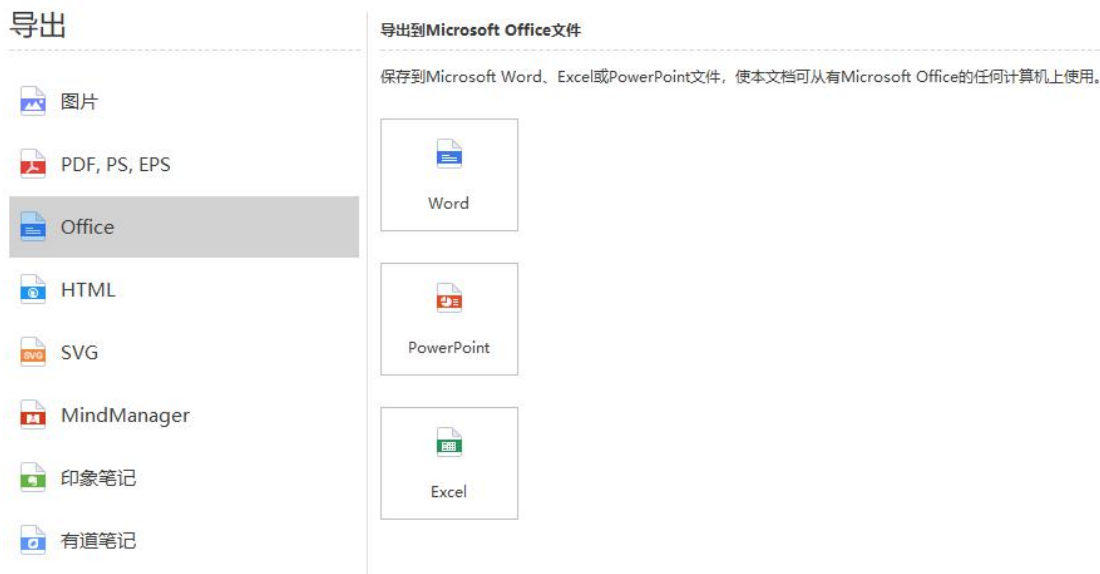 导出
图片
PDF, PS, EPS
Office
HTML
SVG
MindManager
印象笔记
有道笔记
导出到Microsoft Office文件
保存到Microsoft Word、Excel或PowerPoint文件，使本文档可从有Microsoft Office的任何计算机上使用。
Word
PowerPoint
Excel